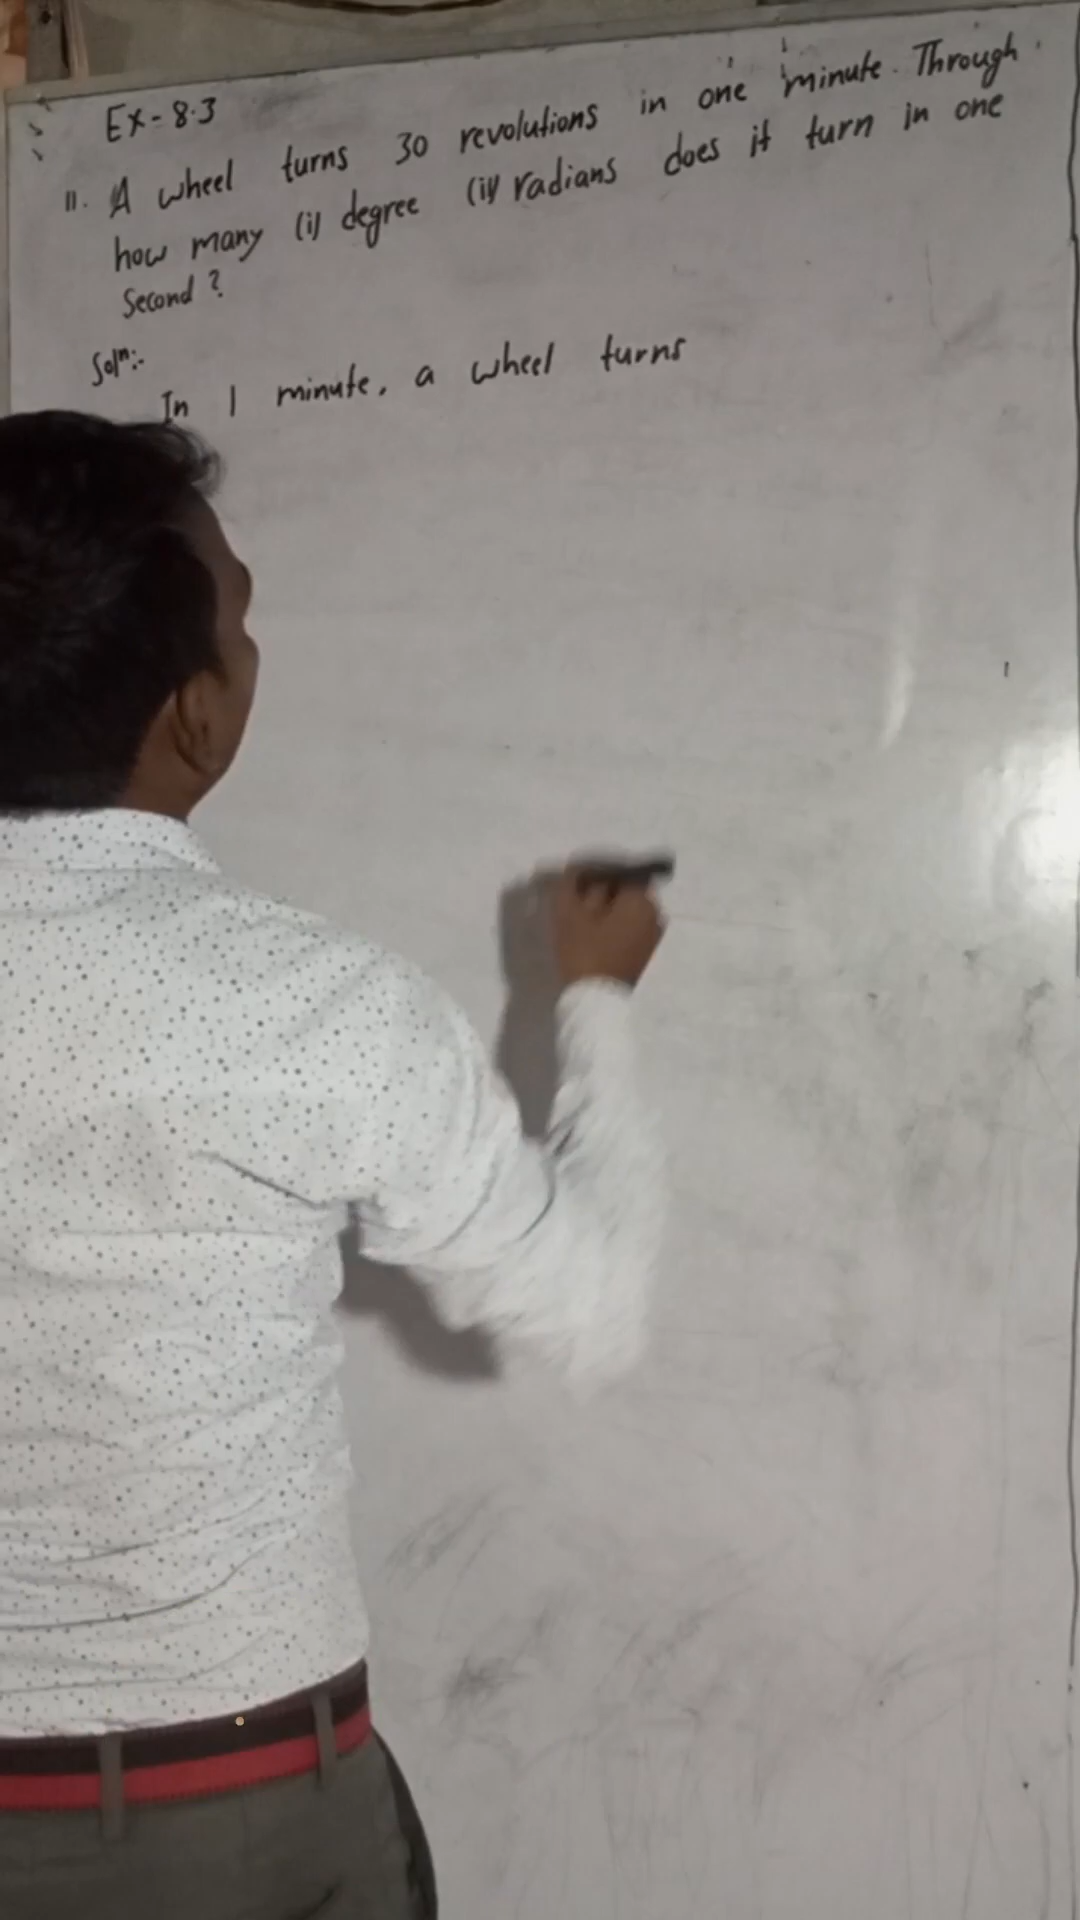 Ex-8.3
11. A wheel turns 30 revolutions in one minute. Through
how many (i) degree (ii) radians does it turn in one
Second?
Solⁿ:-
In 1 minute, a wheel turns